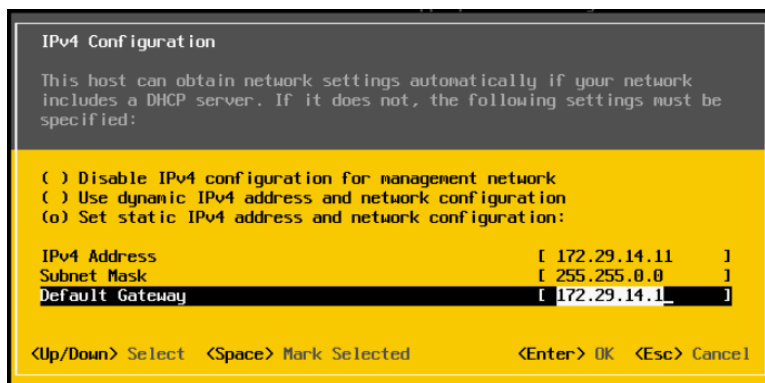 IPv4 Configuration
This host can obtain network settings automatically if your network
includes a DHCP server. If it does not, the following settings must be
specified:
( ) Disable IPv4 configuration for management network
( ) Use dynamic IPv4 address and network configuration
(o) Set static IPv4 address and network configuration:
IPv4 Address [ 172.29.14.11 ]
Subnet Mask [ 255.255.0.0 ]
Default Gateway [ 172.29.14.1_ ]
<Up/Down> Select <Space> Mark Selected <Enter> OK <Esc> Cancel